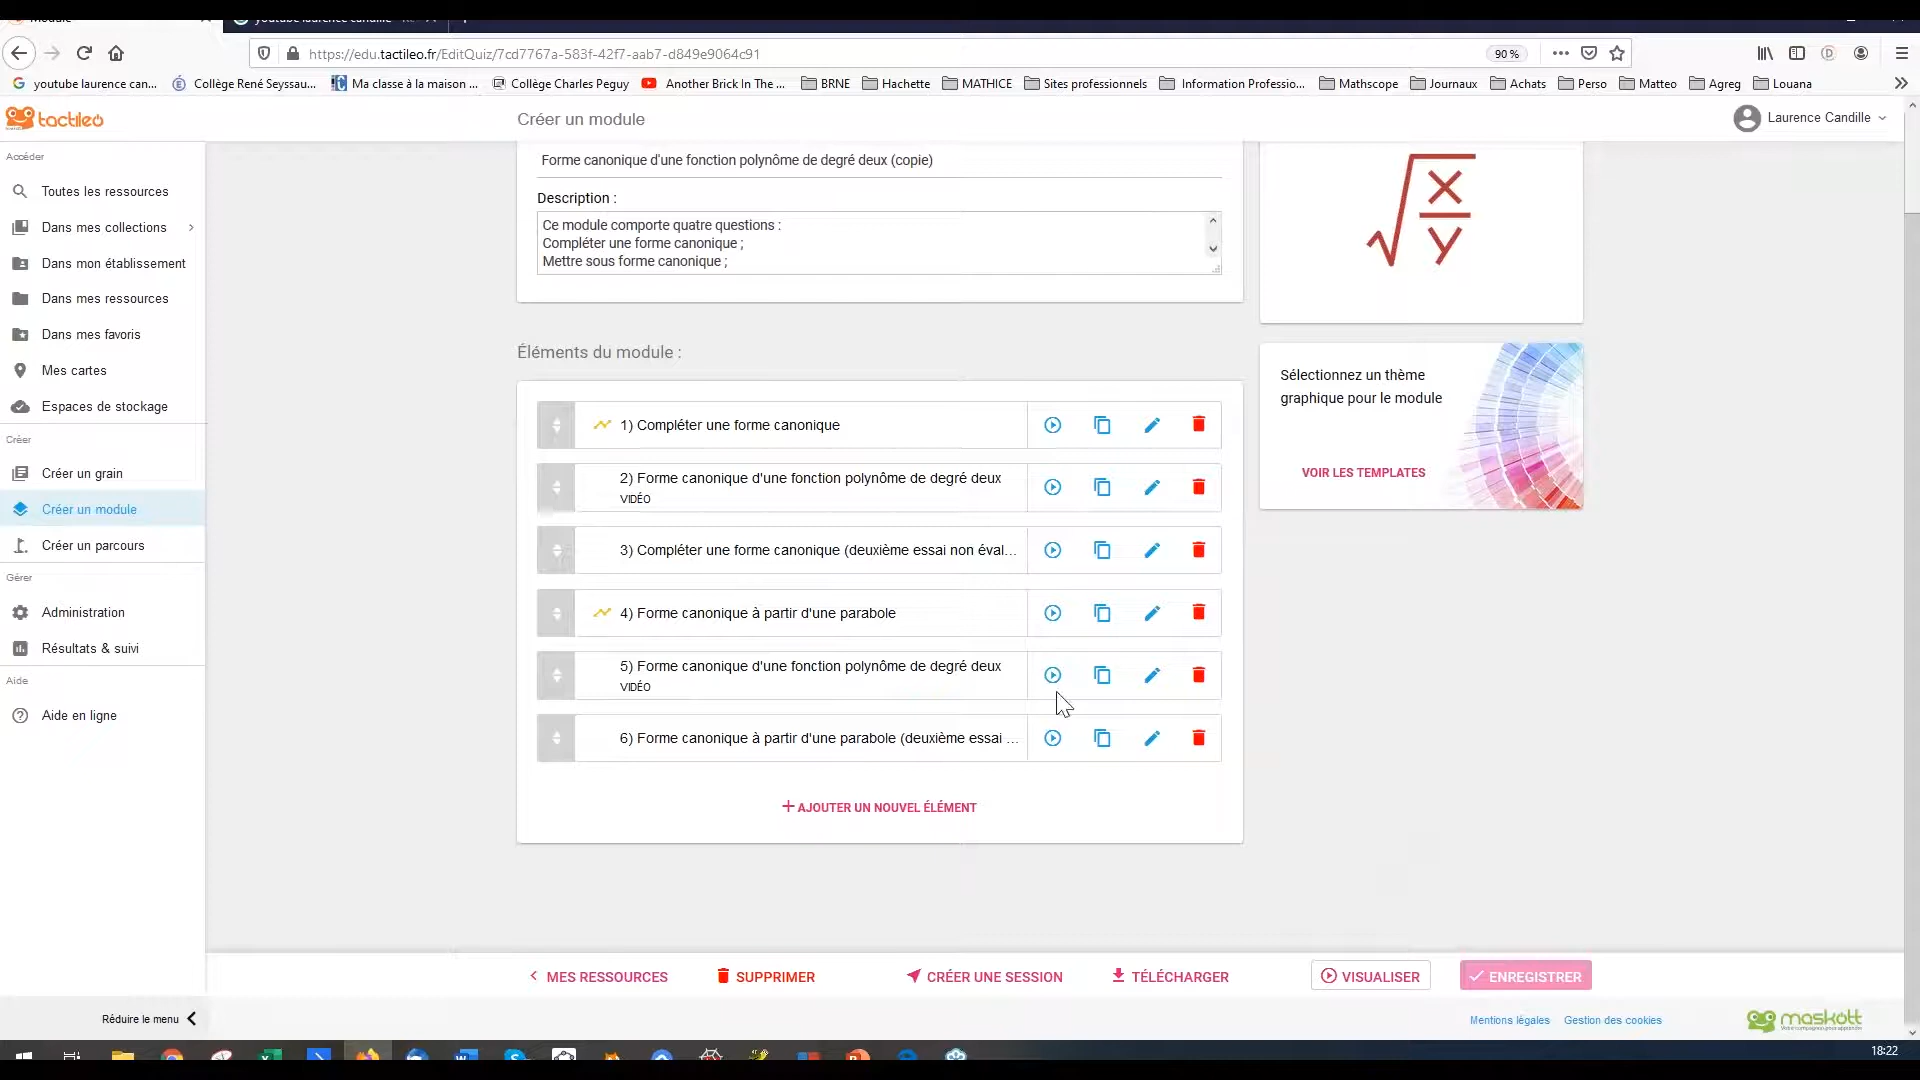 Module
youtube laurence candille
https://edu.tactileo.fr/EditQuiz/7cd7767a-583f-42f7-aab7-d849e9064c91
90 %
youtube laurence can...
Collège René Seyssau...
Ma classe à la maison ...
Collège Charles Peguy
Another Brick In The ...
BRNE
Hachette
MATHICE
Sites professionnels
Information Professio...
Mathscope
Journaux
Achats
Perso
Matteo
Agreg
Louana
tactileo
Créer un module
Laurence Candille
Accéder
Toutes les ressources
Dans mes collections
Dans mon établissement
Dans mes ressources
Dans mes favoris
Mes cartes
Espaces de stockage
Créer
Créer un grain
Créer un module
Créer un parcours
Gérer
Administration
Résultats & suivi
Aide
Aide en ligne
Réduire le menu
Forme canonique d'une fonction polynôme de degré deux (copie)
Description :
Ce module comporte quatre questions :
Compléter une forme canonique ;
Mettre sous forme canonique ;
x
y
Éléments du module :
1) Compléter une forme canonique
2) Forme canonique d'une fonction polynôme de degré deux
VIDÉO
3) Compléter une forme canonique (deuxième essai non éval...
4) Forme canonique à partir d'une parabole
5) Forme canonique d'une fonction polynôme de degré deux
VIDÉO
6) Forme canonique à partir d'une parabole (deuxième essai ...
+ AJOUTER UN NOUVEL ÉLÉMENT
Sélectionnez un thème
graphique pour le module
VOIR LES TEMPLATES
MES RESSOURCES
SUPPRIMER
CRÉER UNE SESSION
TÉLÉCHARGER
VISUALISER
ENREGISTRER
Mentions légales
Gestion des cookies
maskott
18:22